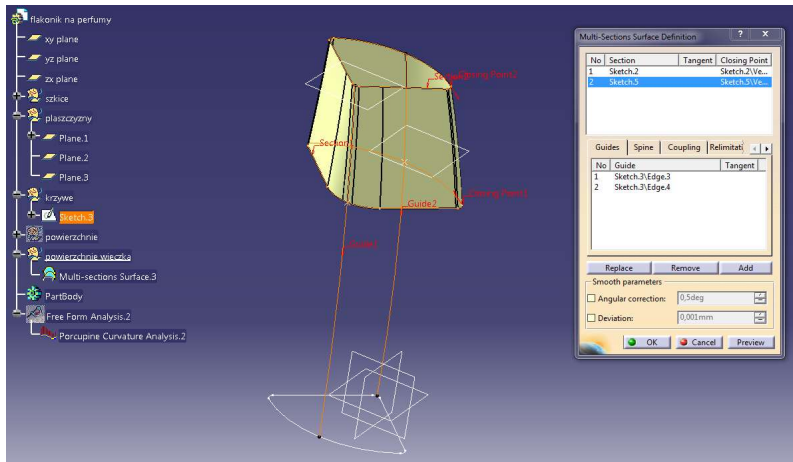 flakonik na perfumy
xy plane
yz plane
zx plane
szkice
plaszczyzny
Plane.1
Plane.2
Plane.3
krzywe
Sketch.3
powierzchnie
powierzchnie wieczka
Multi-sections Surface.3
PartBody
Free Form Analysis.2
Porcupine Curvature Analysis.2
Closing Point2
Section1
Guide2
Multi-Sections Surface Definition
No Section Tangent Closing Point
1 Sketch.2 Sketch.2\Ve...
2 Sketch.5 Sketch.5\Ve...
Guides Spine Coupling Relimitati
No Guide Tangent
1 Sketch.3\Edge.3
2 Sketch.3\Edge.4
Replace Remove Add
Smooth parameters
Angular correction: 0,5deg
Deviation: 0,001mm
OK Cancel Preview